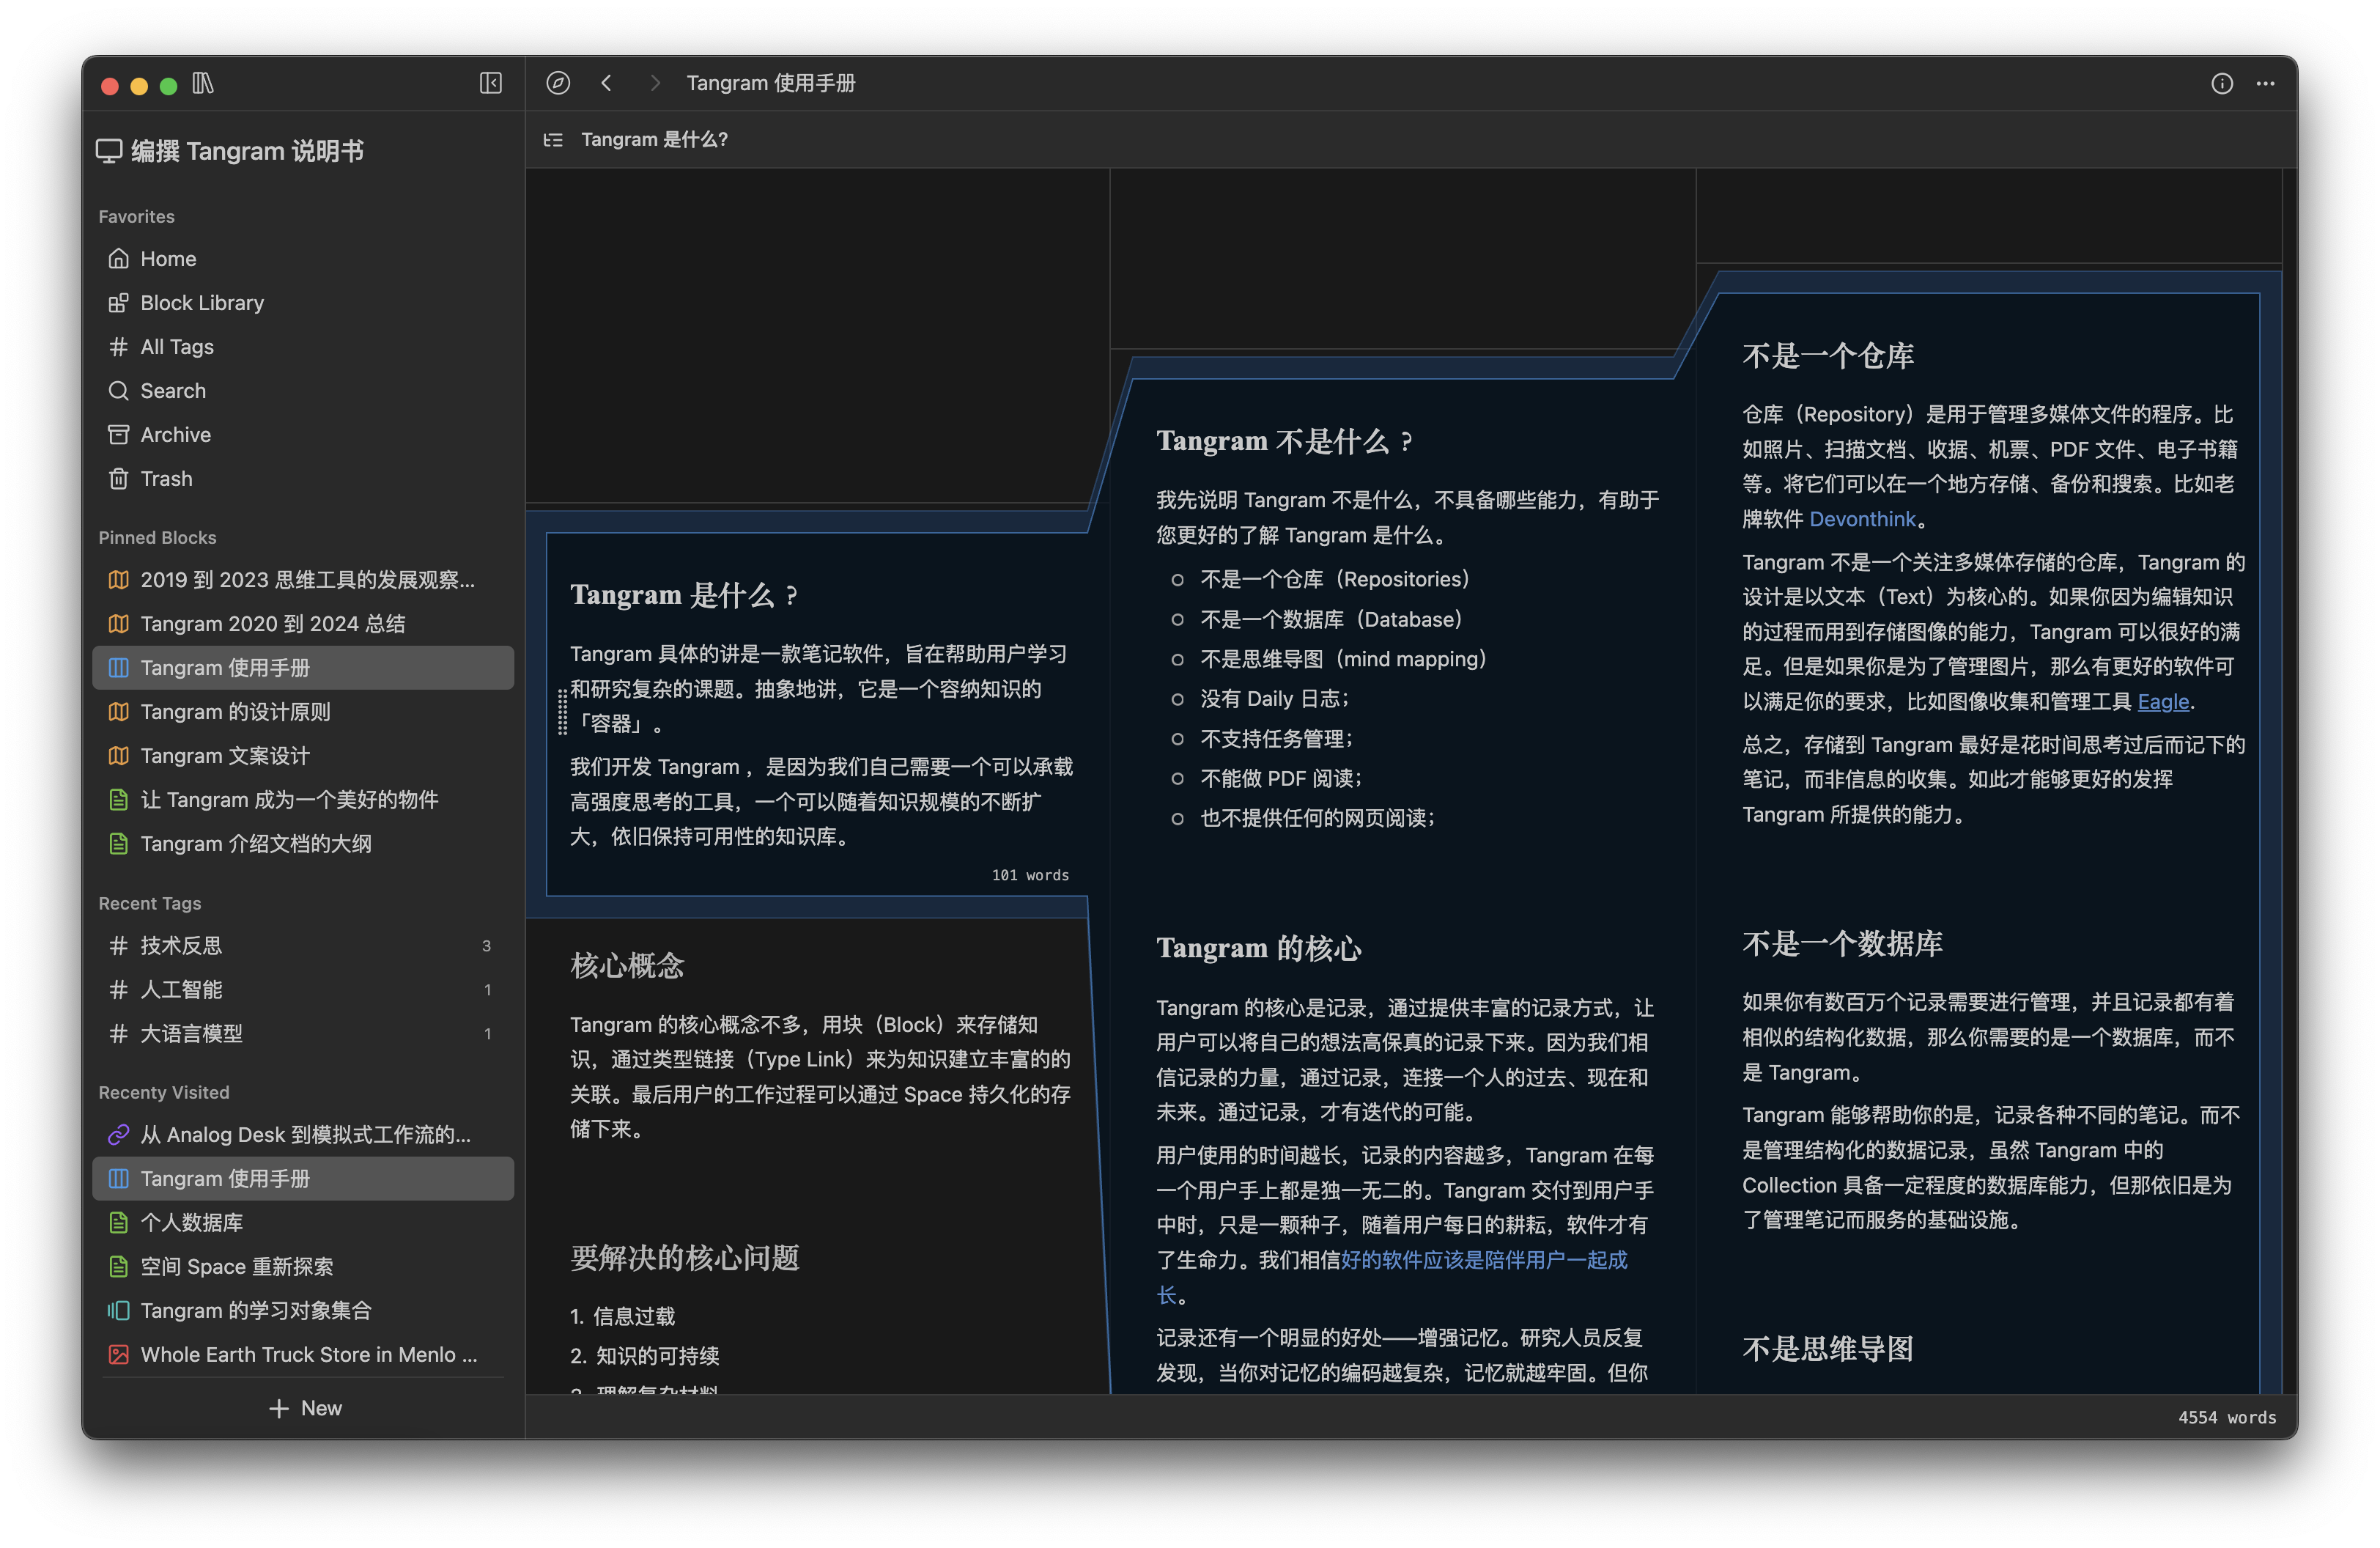 Tangram 使用手册
编撰 Tangram 说明书
Favorites
Home
Block Library
All Tags
Search
Archive
Trash
Pinned Blocks
2019 到 2023 思维工具的发展观察...
Tangram 2020 到 2024 总结
Tangram 使用手册
Tangram 的设计原则
Tangram 文案设计
让 Tangram 成为一个美好的物件
Tangram 介绍文档的大纲
Recent Tags
技术反思 3
人工智能 1
大语言模型 1
Recenty Visited
从 Analog Desk 到模拟式工作流的...
Tangram 使用手册
个人数据库
空间 Space 重新探索
Tangram 的学习对象集合
Whole Earth Truck Store in Menlo ...
New
Tangram 是什么?
Tangram 是什么？
Tangram 具体的讲是一款笔记软件，旨在帮助用户学习
和研究复杂的课题。抽象地讲，它是一个容纳知识的
「容器」。
我们开发 Tangram ，是因为我们自己需要一个可以承载
高强度思考的工具，一个可以随着知识规模的不断扩
大，依旧保持可用性的知识库。
101 words
核心概念
Tangram 的核心概念不多，用块（Block）来存储知
识，通过类型链接（Type Link）来为知识建立丰富的的
关联。最后用户的工作过程可以通过 Space 持久化的存
储下来。
要解决的核心问题
1. 信息过载
2. 知识的可持续
3. 理解复杂材料
Tangram 不是什么？
我先说明 Tangram 不是什么，不具备哪些能力，有助于
您更好的了解 Tangram 是什么。
不是一个仓库（Repositories）
不是一个数据库（Database）
不是思维导图（mind mapping）
没有 Daily 日志；
不支持任务管理；
不能做 PDF 阅读；
也不提供任何的网页阅读；
Tangram 的核心
Tangram 的核心是记录，通过提供丰富的记录方式，让
用户可以将自己的想法高保真的记录下来。因为我们相
信记录的力量，通过记录，连接一个人的过去、现在和
未来。通过记录，才有迭代的可能。
用户使用的时间越长，记录的内容越多，Tangram 在每
一个用户手上都是独一无二的。Tangram 交付到用户手
中时，只是一颗种子，随着用户每日的耕耘，软件才有
了生命力。我们相信好的软件应该是陪伴用户一起成
长。
记录还有一个明显的好处——增强记忆。研究人员反复
发现，当你对记忆的编码越复杂，记忆就越牢固。但你
不是一个仓库
仓库（Repository）是用于管理多媒体文件的程序。比
如照片、扫描文档、收据、机票、PDF 文件、电子书籍
等。将它们可以在一个地方存储、备份和搜索。比如老
牌软件 Devonthink。
Tangram 不是一个关注多媒体存储的仓库，Tangram 的
设计是以文本（Text）为核心的。如果你因为编辑知识
的过程而用到存储图像的能力，Tangram 可以很好的满
足。但是如果你是为了管理图片，那么有更好的软件可
以满足你的要求，比如图像收集和管理工具 Eagle.
总之，存储到 Tangram 最好是花时间思考过后而记下的
笔记，而非信息的收集。如此才能够更好的发挥
Tangram 所提供的能力。
不是一个数据库
如果你有数百万个记录需要进行管理，并且记录都有着
相似的结构化数据，那么你需要的是一个数据库，而不
是 Tangram。
Tangram 能够帮助你的是，记录各种不同的笔记。而不
是管理结构化的数据记录，虽然 Tangram 中的
Collection 具备一定程度的数据库能力，但那依旧是为
了管理笔记而服务的基础设施。
不是思维导图
4554 words